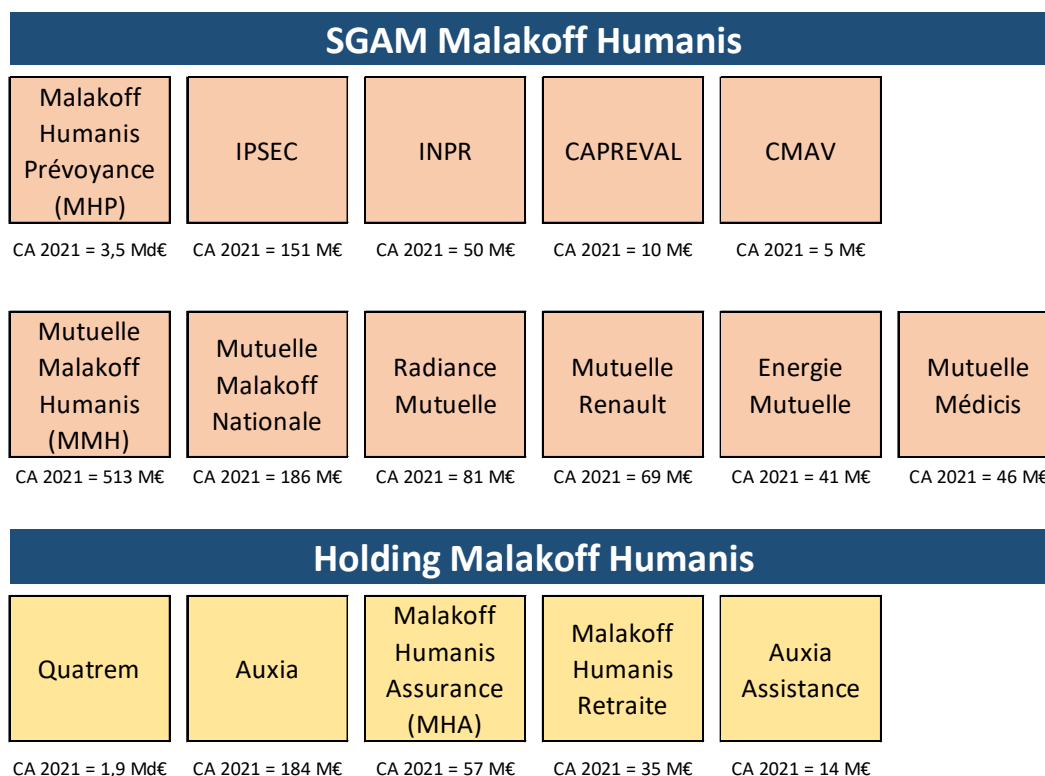 SGAM Malakoff Humanis
Malakoff
Humanis
Prévoyance
(MHP)
IPSEC
INPR
CAPREVAL
CMAV
CA 2021 = 3,5 Md€
CA 2021 = 151 M€
CA 2021 = 50 M€
CA 2021 = 10 M€
CA 2021 = 5 M€
Mutuelle
Malakoff
Humanis
(MMH)
Mutuelle
Malakoff
Nationale
Radiance
Mutuelle
Mutuelle
Renault
Energie
Mutuelle
Mutuelle
Médicis
CA 2021 = 513 M€
CA 2021 = 186 M€
CA 2021 = 81 M€
CA 2021 = 69 M€
CA 2021 = 41 M€
CA 2021 = 46 M€
Holding Malakoff Humanis
Quatrem
Auxia
Malakoff
Humanis
Assurance
(MHA)
Malakoff
Humanis
Retraite
Auxia
Assistance
CA 2021 = 1,9 Md€
CA 2021 = 184 M€
CA 2021 = 57 M€
CA 2021 = 35 M€
CA 2021 = 14 M€